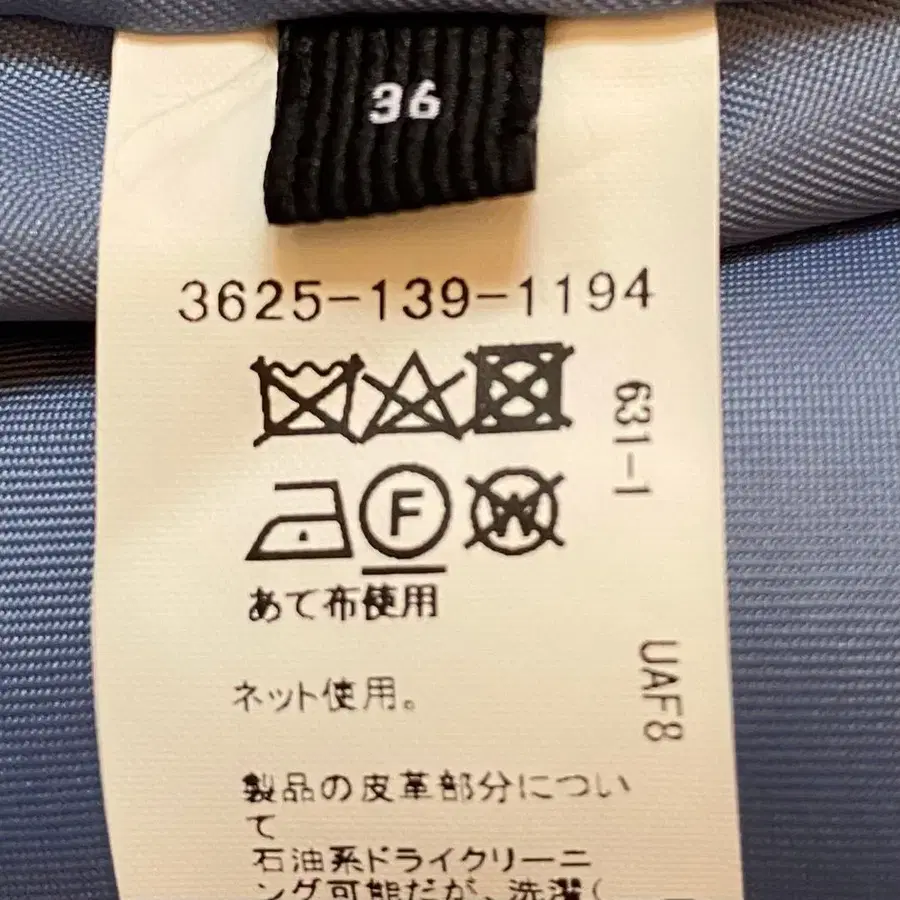 36
3625-139-1194
631-1
F
W
あて布使用
ネット使用。
UAF8
製品の皮革部分につい
て
石油系ドライクリーニ
ング可能だが、洗濯(